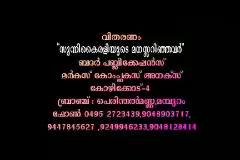 വിതരണം
"സുന്നികൈരളിയുടെ മനസ്സറിഞ്ഞവർ"
ബദർ പബ്ലിക്കേഷൻസ്
മർകസ് കോംപ്ലക്സ് അനക്സ്
കോഴിക്കോട്-4
ബ്രാഞ്ച് : പെരിന്തൽമണ്ണ,മമ്പുറം
ഫോൺ 0495 2723439,9048903717,
9447845627 ,9249946233,9048128414